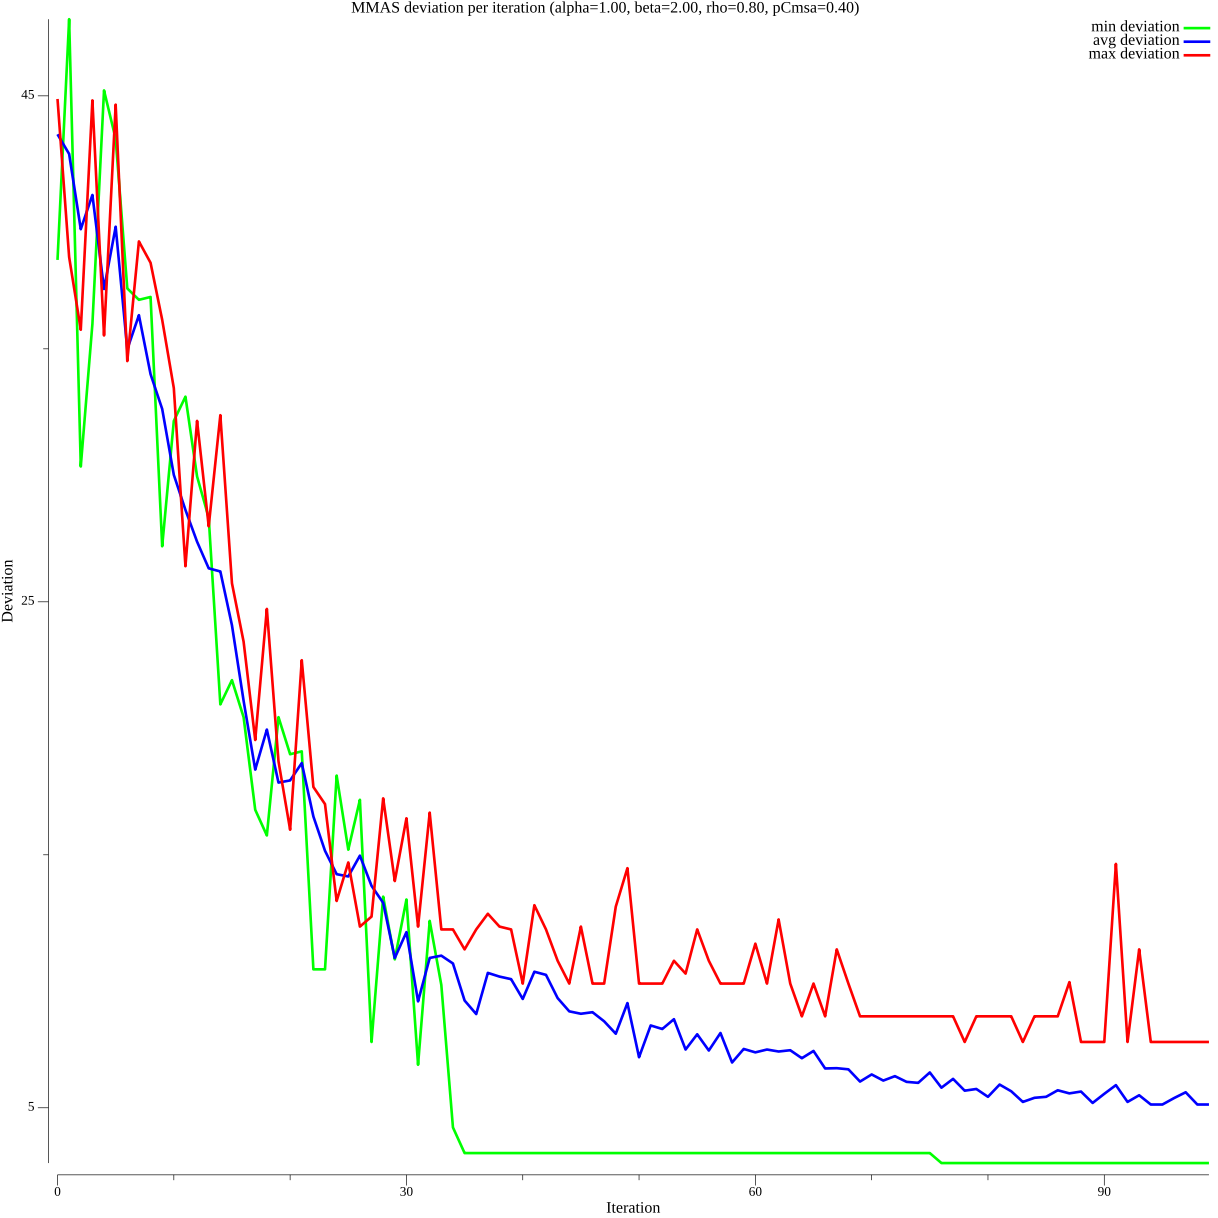 MMAS deviation per iteration (alpha=1.00, beta=2.00, rho=0.80, pCmsa=0.40)
min deviation
avg deviation
max deviation
45
25
5
Deviation
0
30
60
90
Iteration